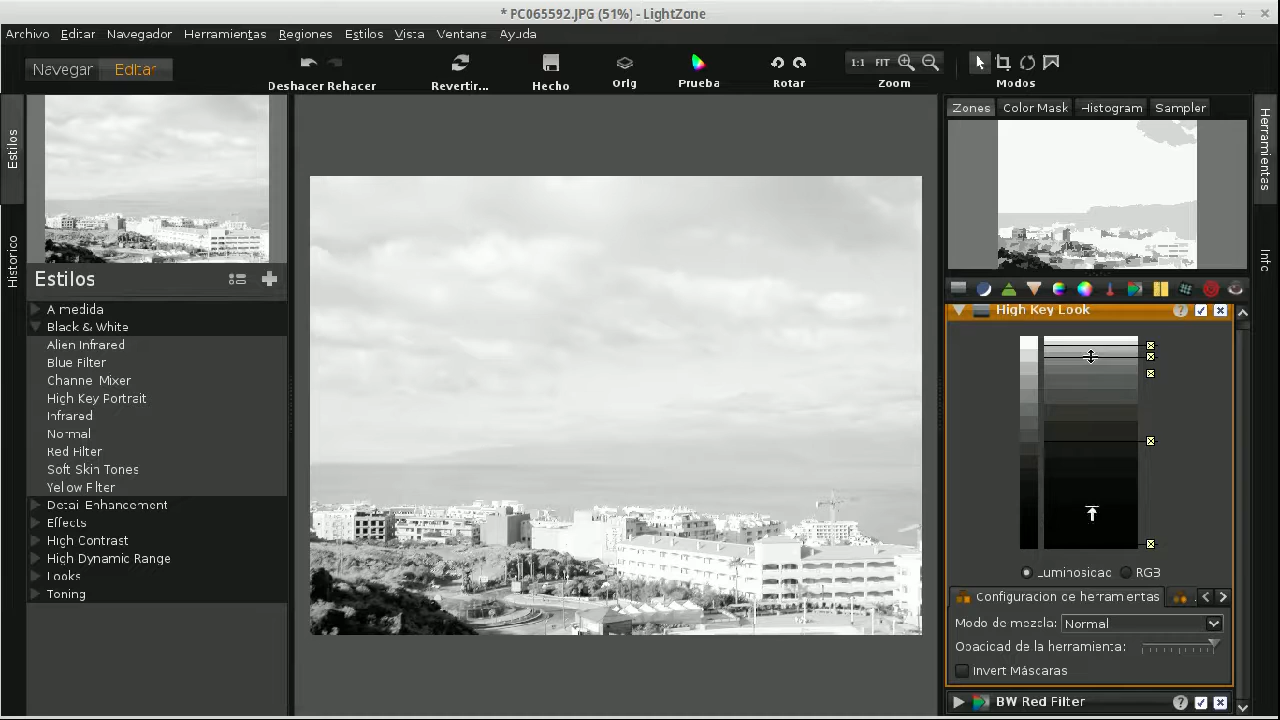 * PC065592.JPG (51%) - LightZone
Archivo Editar Navegador Herramientas Regiones Estilos Vista Ventana Ayuda
Navegar Editar
Deshacer Rehacer
Revertir...
Hecho
Orig
Prueba
Rotar
1:1 FIT
Zoom
Modos
Estilos
Historico
Estilos
A medida
Black & White
Alien Infrared
Blue Filter
Channel Mixer
High Key Portrait
Infrared
Normal
Red Filter
Soft Skin Tones
Yellow Filter
Detail Enhancement
Effects
High Contrast
High Dynamic Range
Looks
Toning
Zones Color Mask Histogram Sampler
Herramientas
Info
High Key Look
Luminosidad RGB
Configuracion de herramientas
Modo de mezcla: Normal
Opacidad de la herramienta:
Invert Máscaras
BW Red Filter